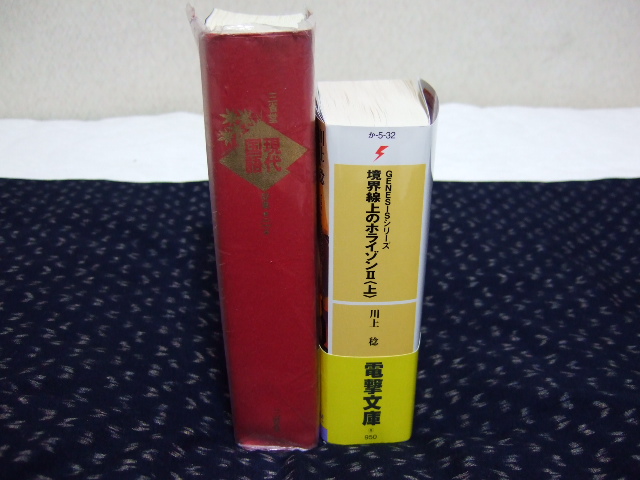 三省堂
現代
国語
か-5-32
GENESISシリーズ
境界線上のホライゾンII〈上〉
川上 稔
電撃文庫
950